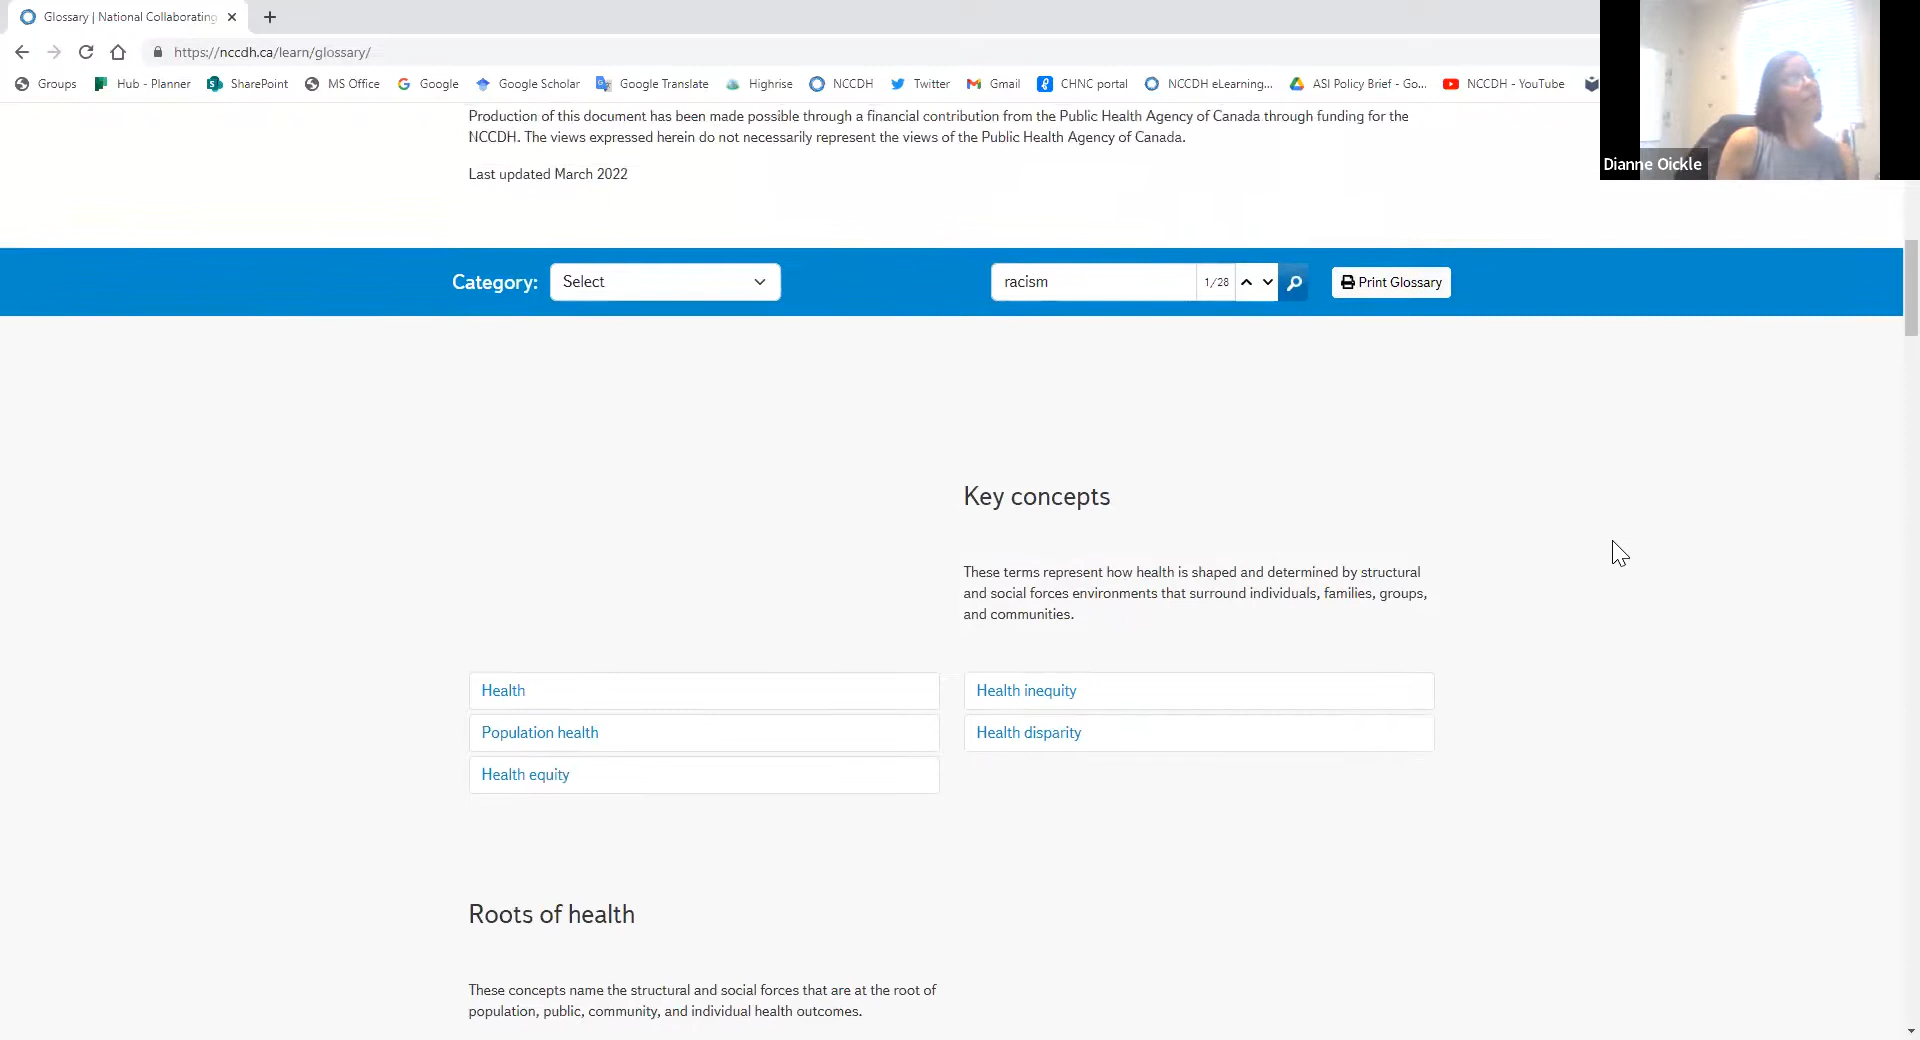 Glossary | National Collaborating
https://nccdh.ca/learn/glossary/
Groups Hub - Planner SharePoint MS Office Google Google Scholar Google Translate Highrise NCCDH Twitter Gmail CHNC portal NCCDH eLearning... ASI Policy Brief - Go... NCCDH - YouTube
Dianne Oickle
Production of this document has been made possible through a financial contribution from the Public Health Agency of Canada through funding for the
NCCDH. The views expressed herein do not necessarily represent the views of the Public Health Agency of Canada.
Last updated March 2022
Category: Select racism 1/28 Print Glossary
Key concepts
These terms represent how health is shaped and determined by structural
and social forces environments that surround individuals, families, groups,
and communities.
Health
Population health
Health equity
Health inequity
Health disparity
Roots of health
These concepts name the structural and social forces that are at the root of
population, public, community, and individual health outcomes.